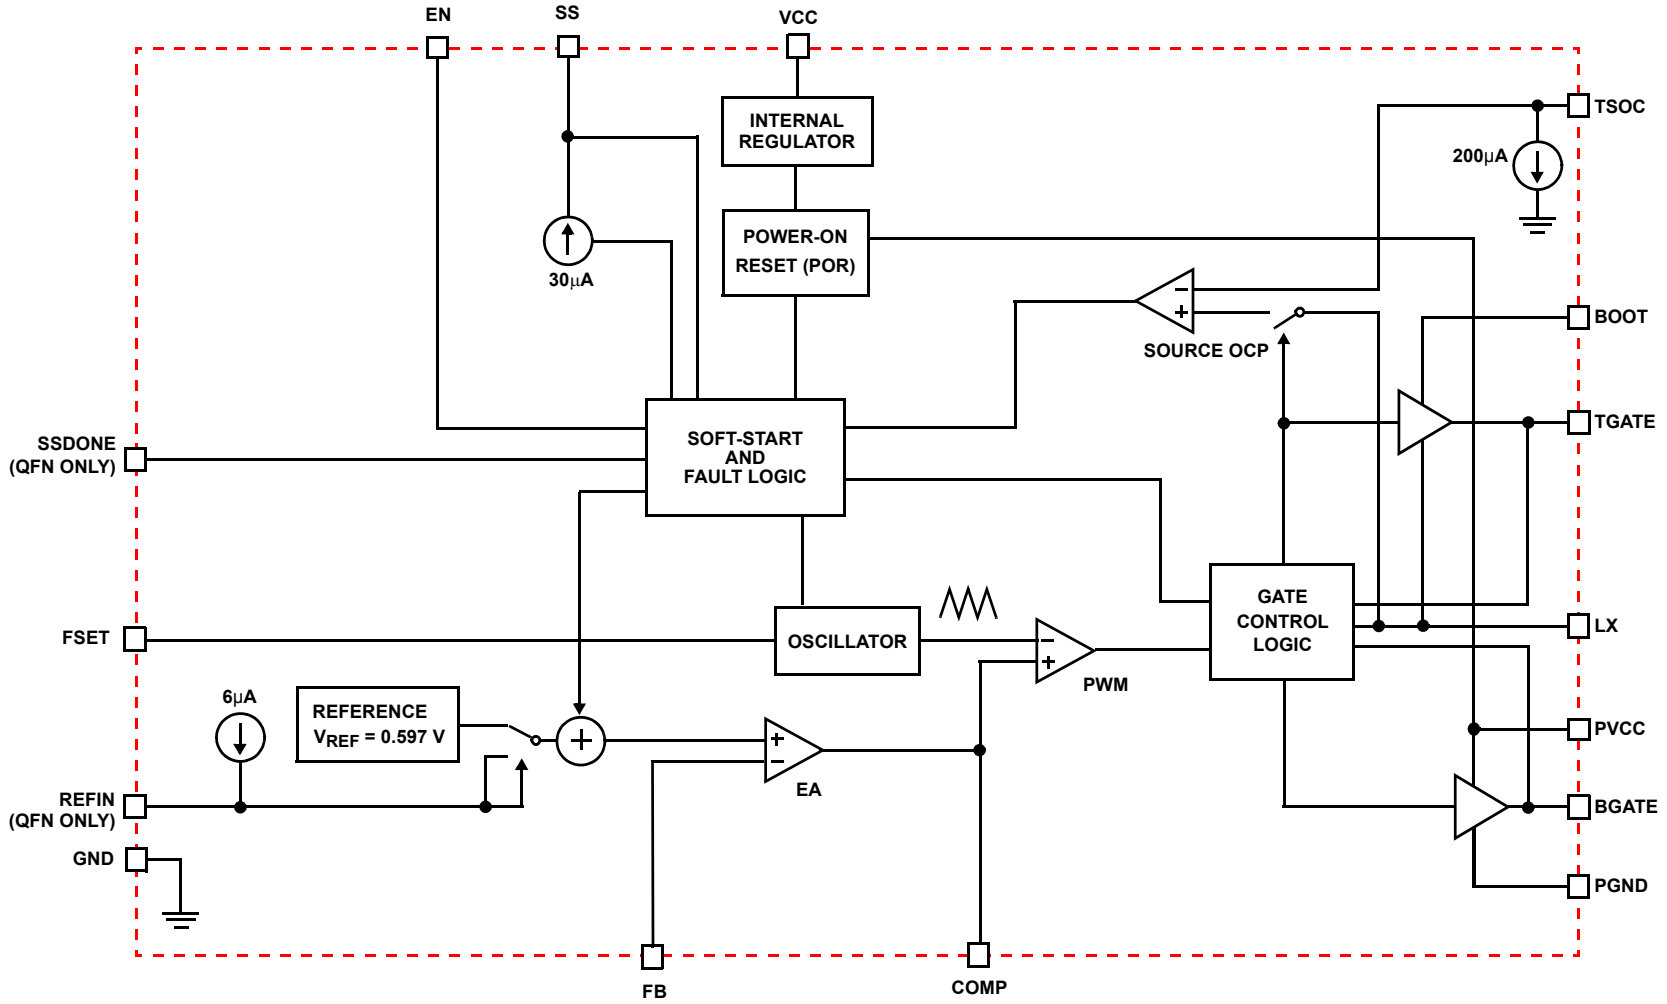 EN
SS
VCC
TSOC
INTERNAL
REGULATOR
200μA
POWER-ON
RESET (POR)
30μA
BOOT
−
+
SOURCE OCP
TGATE
SSDONE
(QFN ONLY)
SOFT-START
AND
FAULT LOGIC
GATE
CONTROL
LOGIC
FSET
OSCILLATOR
−
+
PWM
LX
6μA
REFERENCE
VREF = 0.597 V
+
+
−
EA
PVCC
REFIN
(QFN ONLY)
BGATE
GND
PGND
FB
COMP